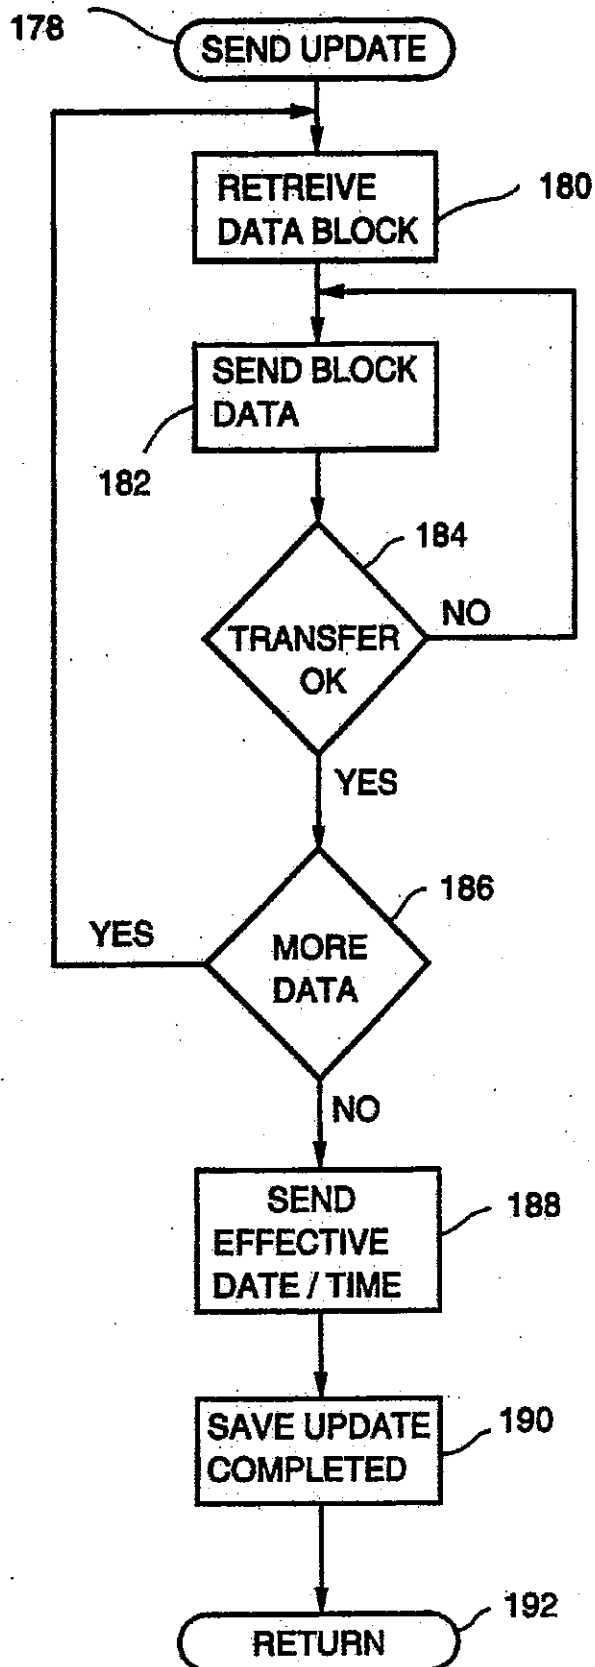 178
SEND UPDATE
RETREIVE
DATA BLOCK
180
SEND BLOCK
DATA
182
184
TRANSFER
OK
NO
YES
186
MORE
DATA
YES
NO
SEND
EFFECTIVE
DATE / TIME
188
SAVE UPDATE
COMPLETED
190
RETURN
192